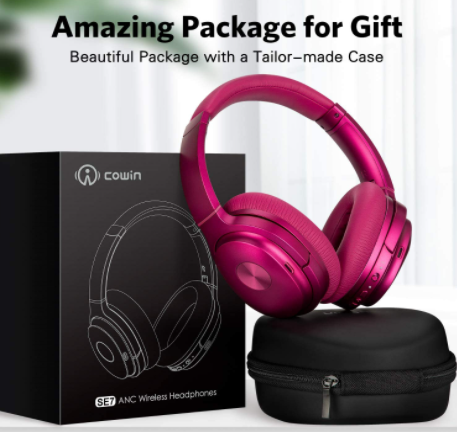 Amazing Package for Gift
Beautiful Package with a Tailor-made Case
cowin
SE7 ANC Wireless Headphones